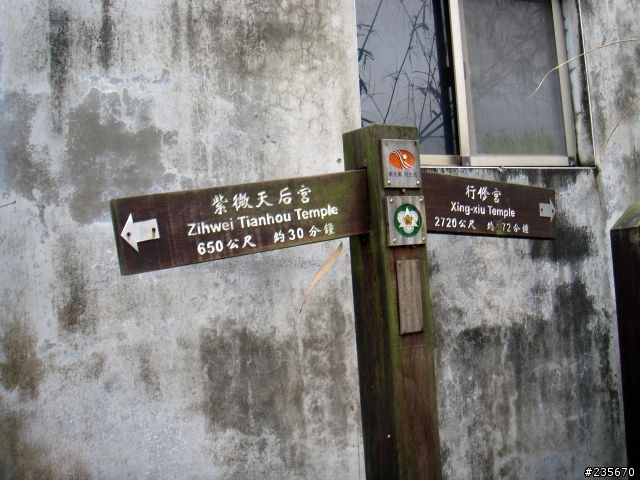 紫微天后宮
Zihwei Tianhou Temple
650公尺 約30分鐘
行修宮
Xing-xiu Temple
2720公尺 約 72分鐘
#235670